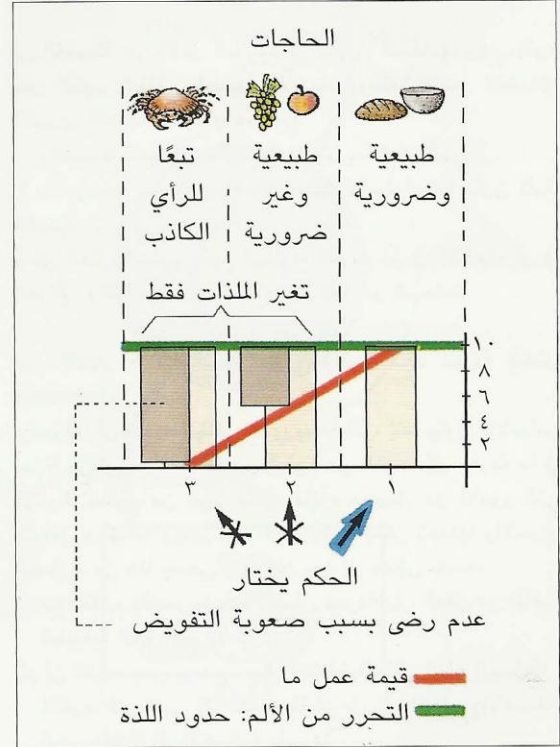 الحاجات
طبيعية
وضرورية
طبيعية
وغير
ضرورية
تبعًا
للرأي
الكاذب
تغير الملذات فقط
١٠
٨
٦
٤
٢
١
٢
٣
الحكم يختار
عدم رضى بسبب صعوبة التفويض
قيمة عمل ما
التحرر من الألم: حدود اللذة